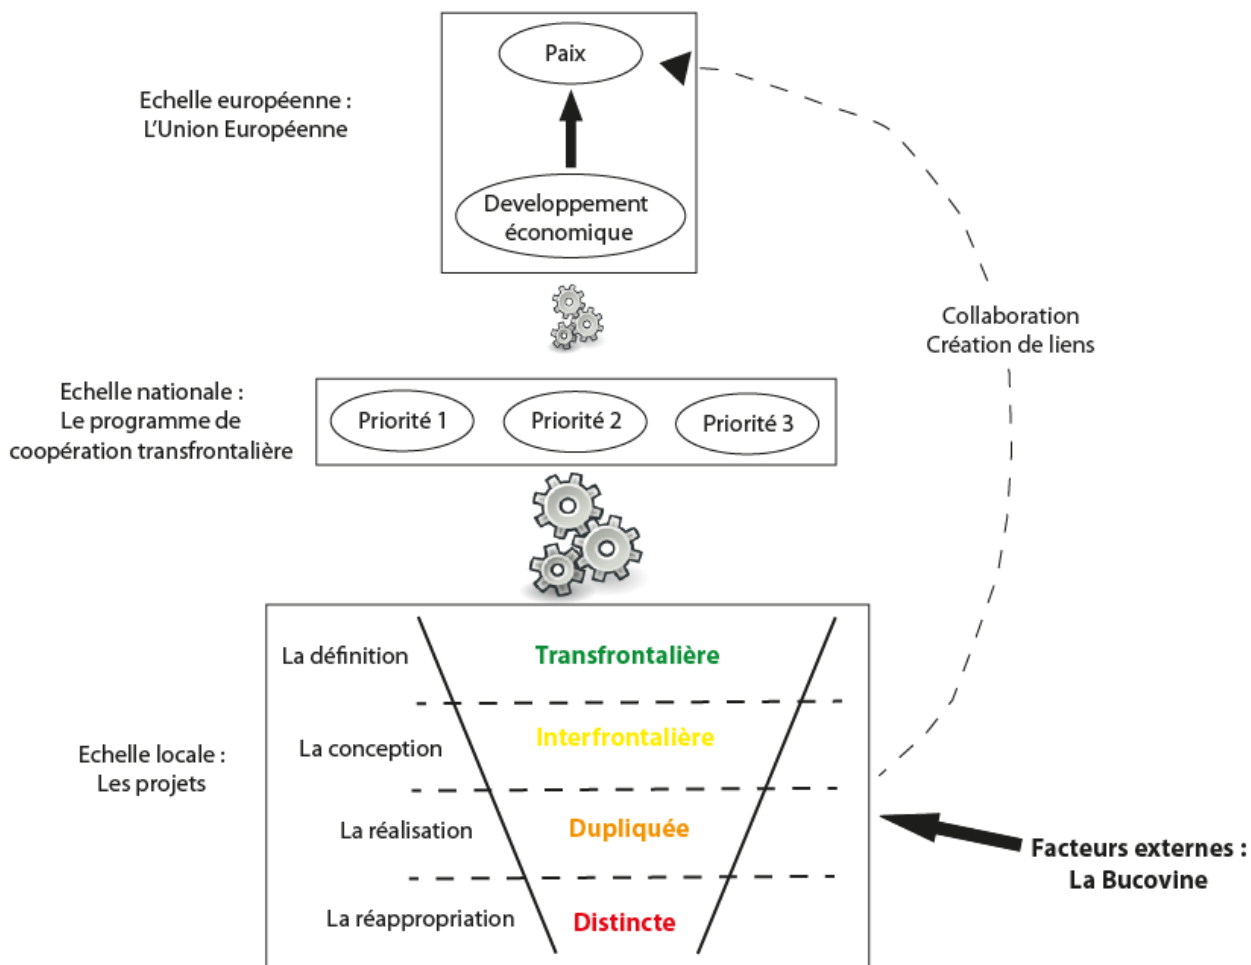 Paix
Echelle européenne :
L'Union Européenne
Developpement
économique
Collaboration
Création de liens
Echelle nationale :
Le programme de
coopération transfrontalière
Priorité 1
Priorité 2
Priorité 3
La définition
Transfrontalière
La conception
Interfrontalière
Echelle locale :
Les projets
La réalisation
Dupliquée
Facteurs externes :
La Bucovine
La réappropriation
Distincte